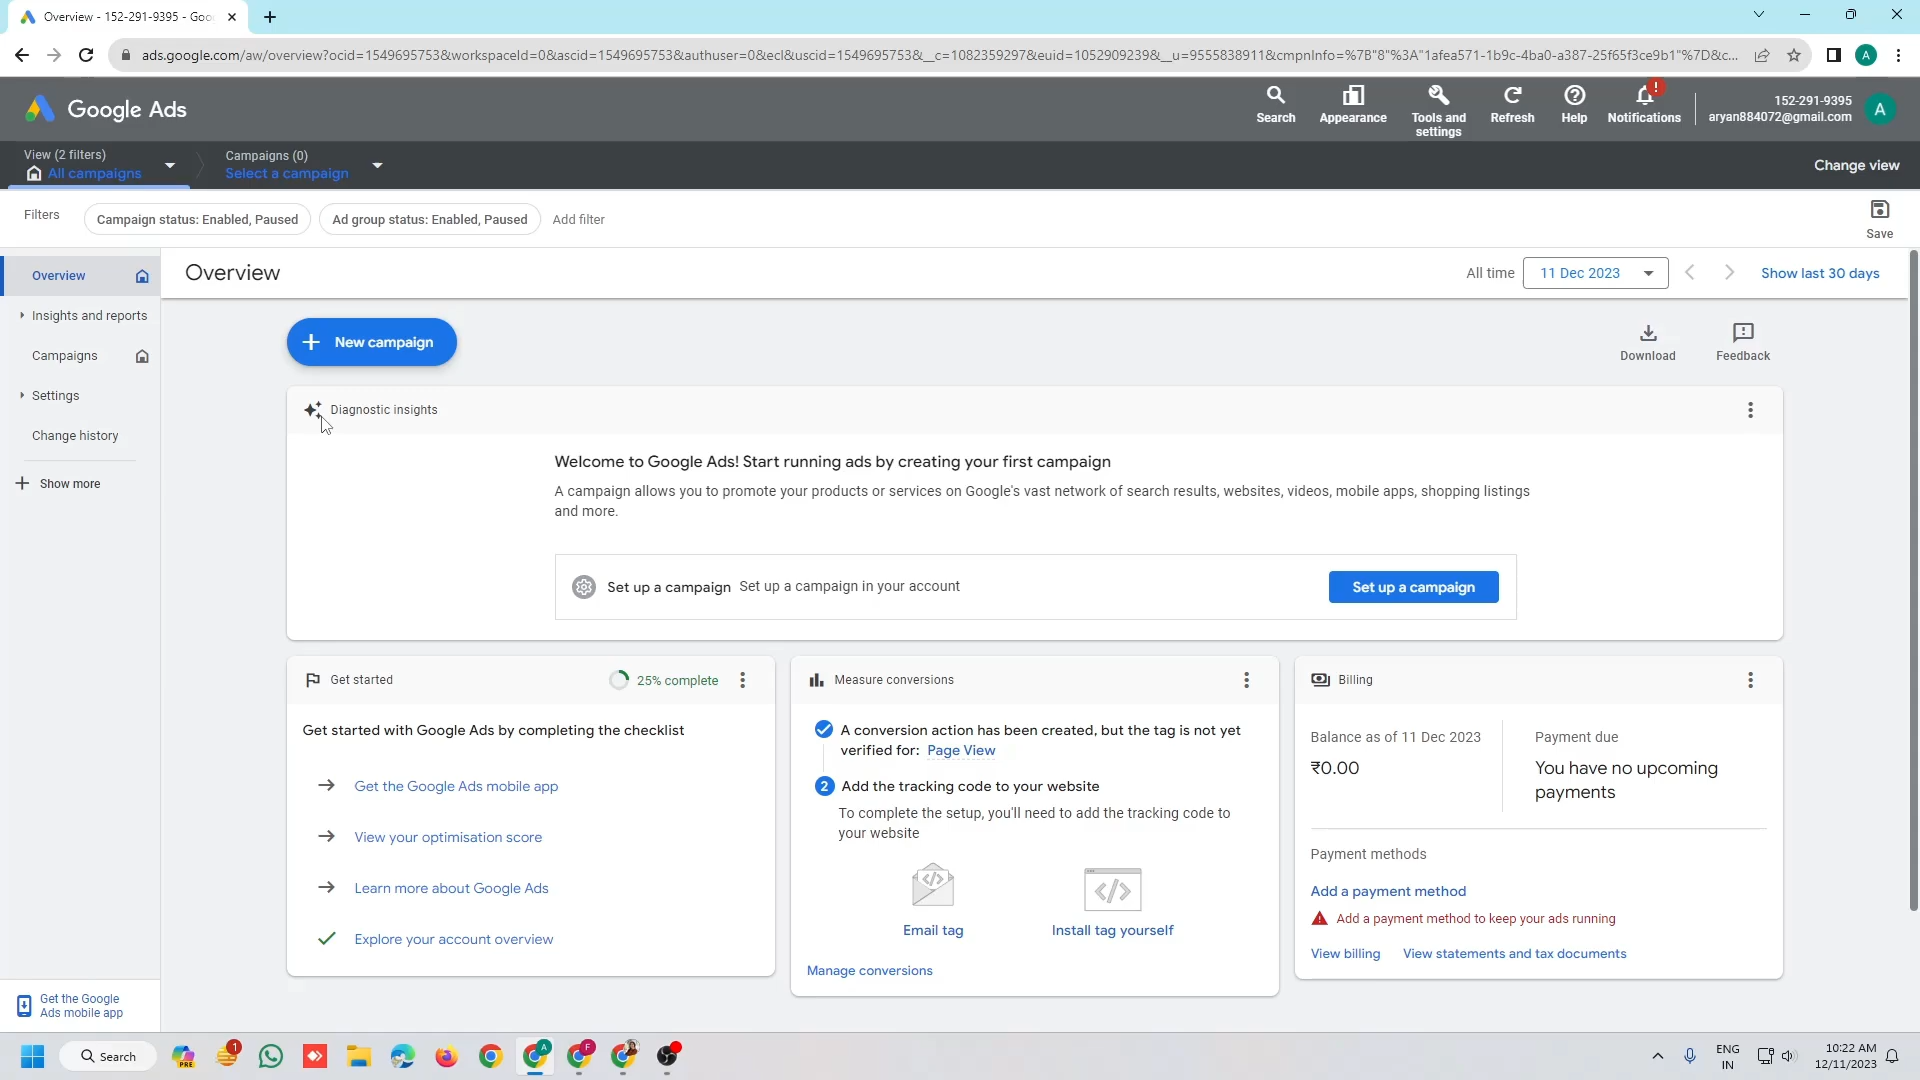 Overview - 152-291-9395 - Goo
ads.google.com/aw/overview?ocid=1549695753&workspaceId=0&ascid=1549695753&authuser=0&ecl&uscid=1549695753&__c=1082359297&euid=1052909239&__u=9555838911&cmpnInfo=%7B"8"%3A"1afea571-1b9c-4ba0-a387-25f65f3ce9b1"%7D&c...
A
Google Ads
Search
Appearance
Tools and settings
Refresh
Help
!
Notifications
152-291-9395
aryan884072@gmail.com
A
View (2 filters)
All campaigns
Campaigns (0)
Select a campaign
Change view
Filters
Campaign status: Enabled, Paused
Ad group status: Enabled, Paused
Add filter
Save
Overview
Insights and reports
Campaigns
Settings
Change history
Show more
Get the Google
Ads mobile app
Overview
All time
11 Dec 2023
Show last 30 days
New campaign
Download
Feedback
Diagnostic insights
Welcome to Google Ads! Start running ads by creating your first campaign
A campaign allows you to promote your products or services on Google's vast network of search results, websites, videos, mobile apps, shopping listings
and more.
Set up a campaign Set up a campaign in your account
Set up a campaign
Get started
25% complete
Get started with Google Ads by completing the checklist
Get the Google Ads mobile app
View your optimisation score
Learn more about Google Ads
Explore your account overview
Measure conversions
A conversion action has been created, but the tag is not yet
verified for: Page View
2 Add the tracking code to your website
To complete the setup, you'll need to add the tracking code to
your website
Email tag
Install tag yourself
Manage conversions
Billing
Balance as of 11 Dec 2023
₹0.00
Payment due
You have no upcoming
payments
Payment methods
Add a payment method
Add a payment method to keep your ads running
View billing
View statements and tax documents
Search
PRE
1
A
F
ENG
IN
10:22 AM
12/11/2023